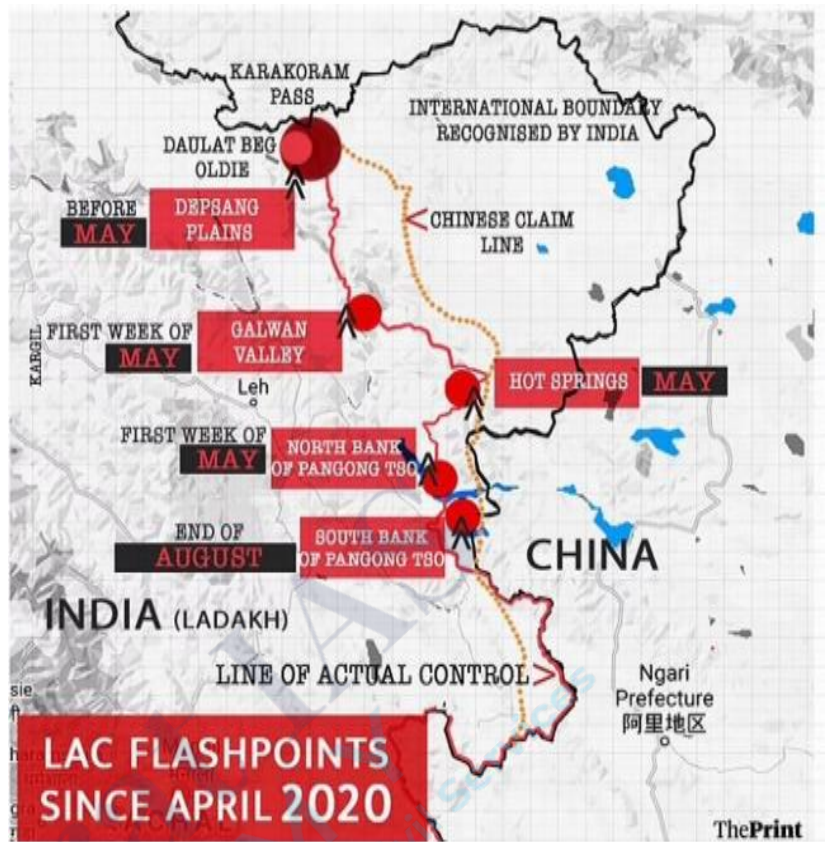 KARAKORAM
PASS
INTERNATIONAL BOUNDARY
RECOGNISED BY INDIA
DAULAT BEG
OLDIE
BEFORE
MAY
DEPSANG
PLAINS
CHINESE CLAIM
LINE
KARGIL
FIRST WEEK OF
MAY
GALWAN
VALLEY
Leh
HOT SPRINGS
MAY
FIRST WEEK OF
MAY
NORTH BANK
OF PANGONG TSO
END OF
AUGUST
SOUTH BANK
OF PANGONG TSO
CHINA
INDIA (LADAKH)
LINE OF ACTUAL CONTROL
Ngari
Prefecture
阿里地区
LAC FLASHPOINTS
SINCE APRIL 2020
ThePrint